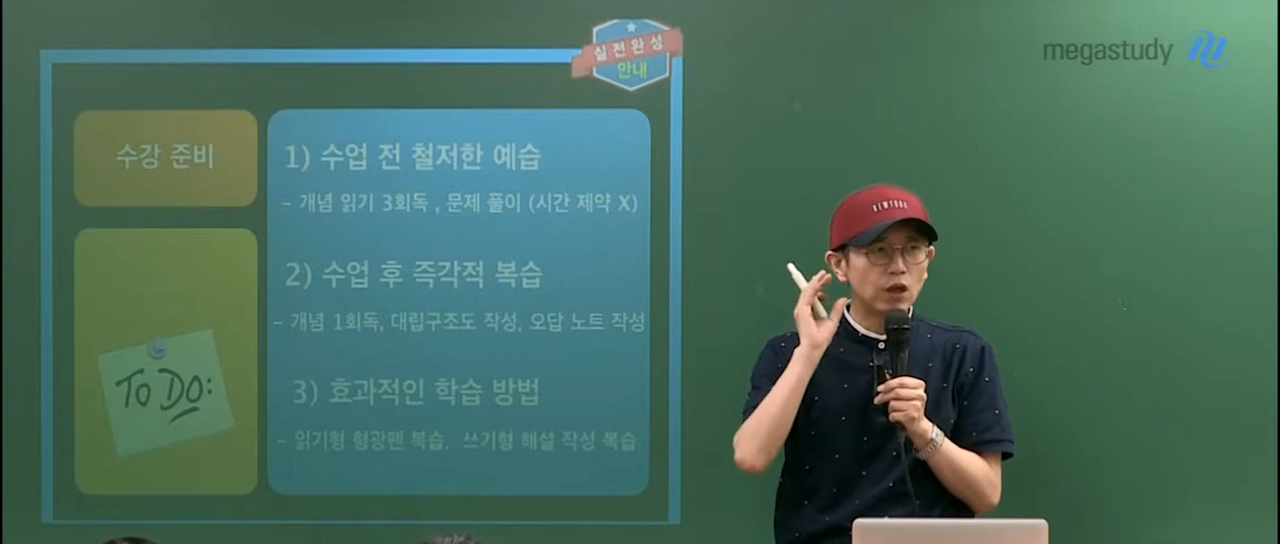 실전완성
안내
megastudy
수강 준비
1) 수업 전 철저한 예습
- 개념 읽기 3회독 , 문제 풀이 (시간 제약 X)
2) 수업 후 즉각적 복습
- 개념 1회독, 대립구조도 작성, 오답 노트 작성
3) 효과적인 학습 방법
- 읽기형 형광펜 복습, 쓰기형 해설 작성 복습
TO DO:
NEWYORK